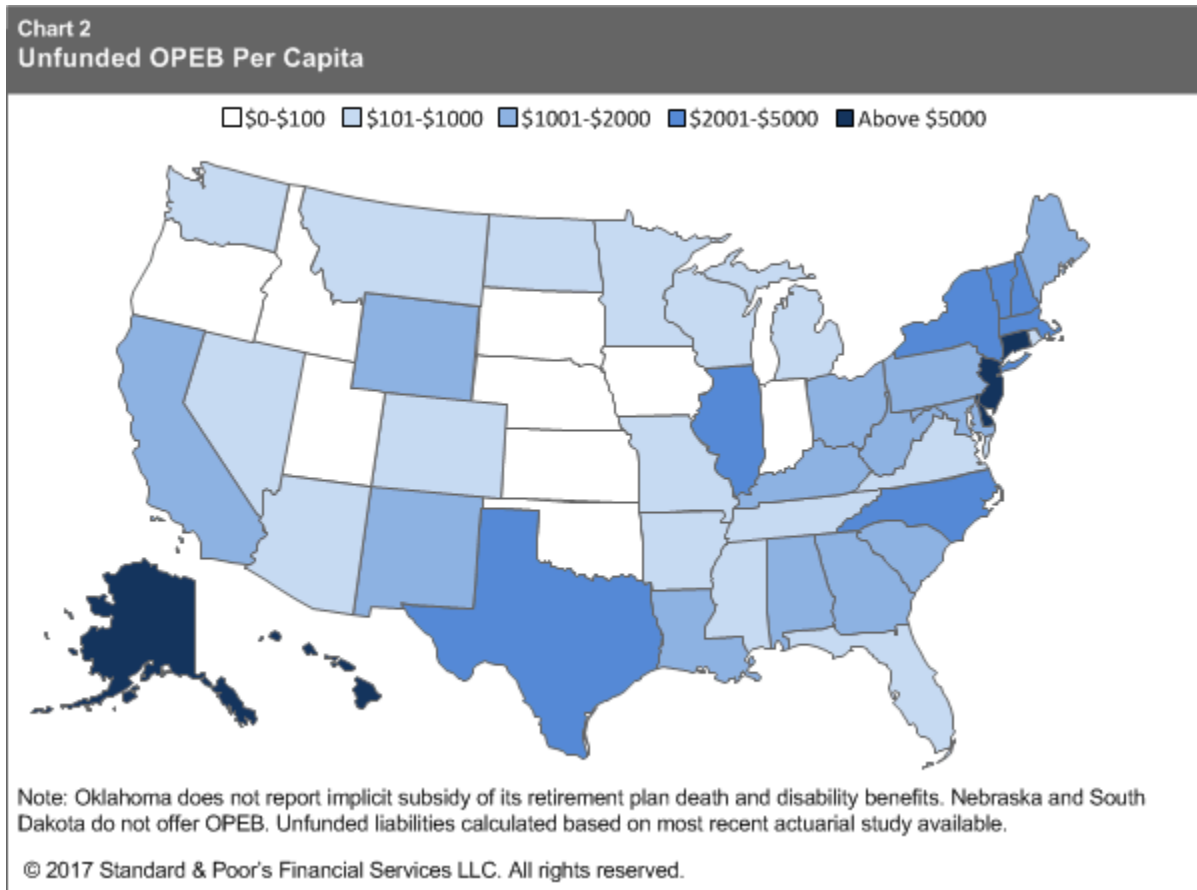 Chart 2
Unfunded OPEB Per Capita
$0-$100 $101-$1000 $1001-$2000 $2001-$5000 Above $5000
Note: Oklahoma does not report implicit subsidy of its retirement plan death and disability benefits. Nebraska and South
Dakota do not offer OPEB. Unfunded liabilities calculated based on most recent actuarial study available.
© 2017 Standard & Poor's Financial Services LLC. All rights reserved.